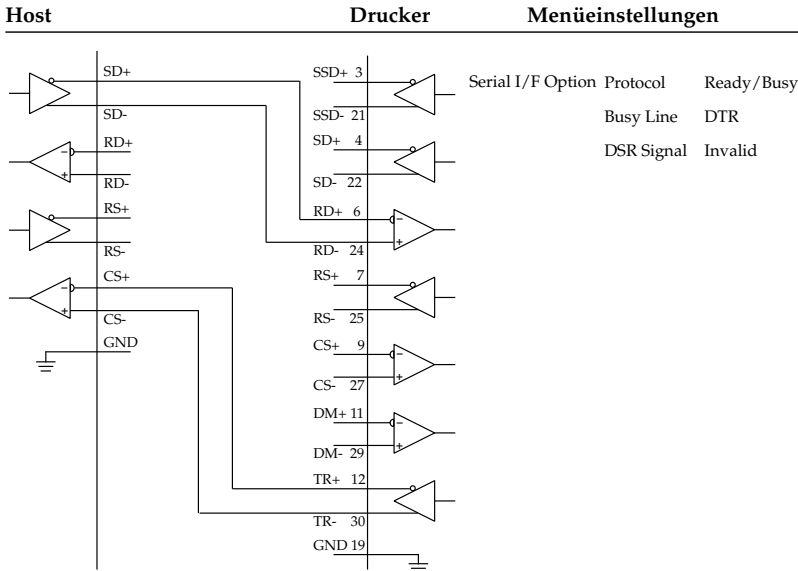 Host Drucker Menüeinstellungen
SD+ SSD+ 3 Serial I/F Option Protocol Ready/Busy
SD- SSD- 21 Busy Line DTR
RD+ SD+ 4 DSR Signal Invalid
-
+
RD- SD- 22
RS+ RD+ 6
-
+
RS- RD- 24
CS+ RS+ 7
-
+
CS- RS- 25
GND CS+ 9
-
+
CS- 27
DM+ 11
-
+
DM- 29
TR+ 12
TR- 30
GND 19